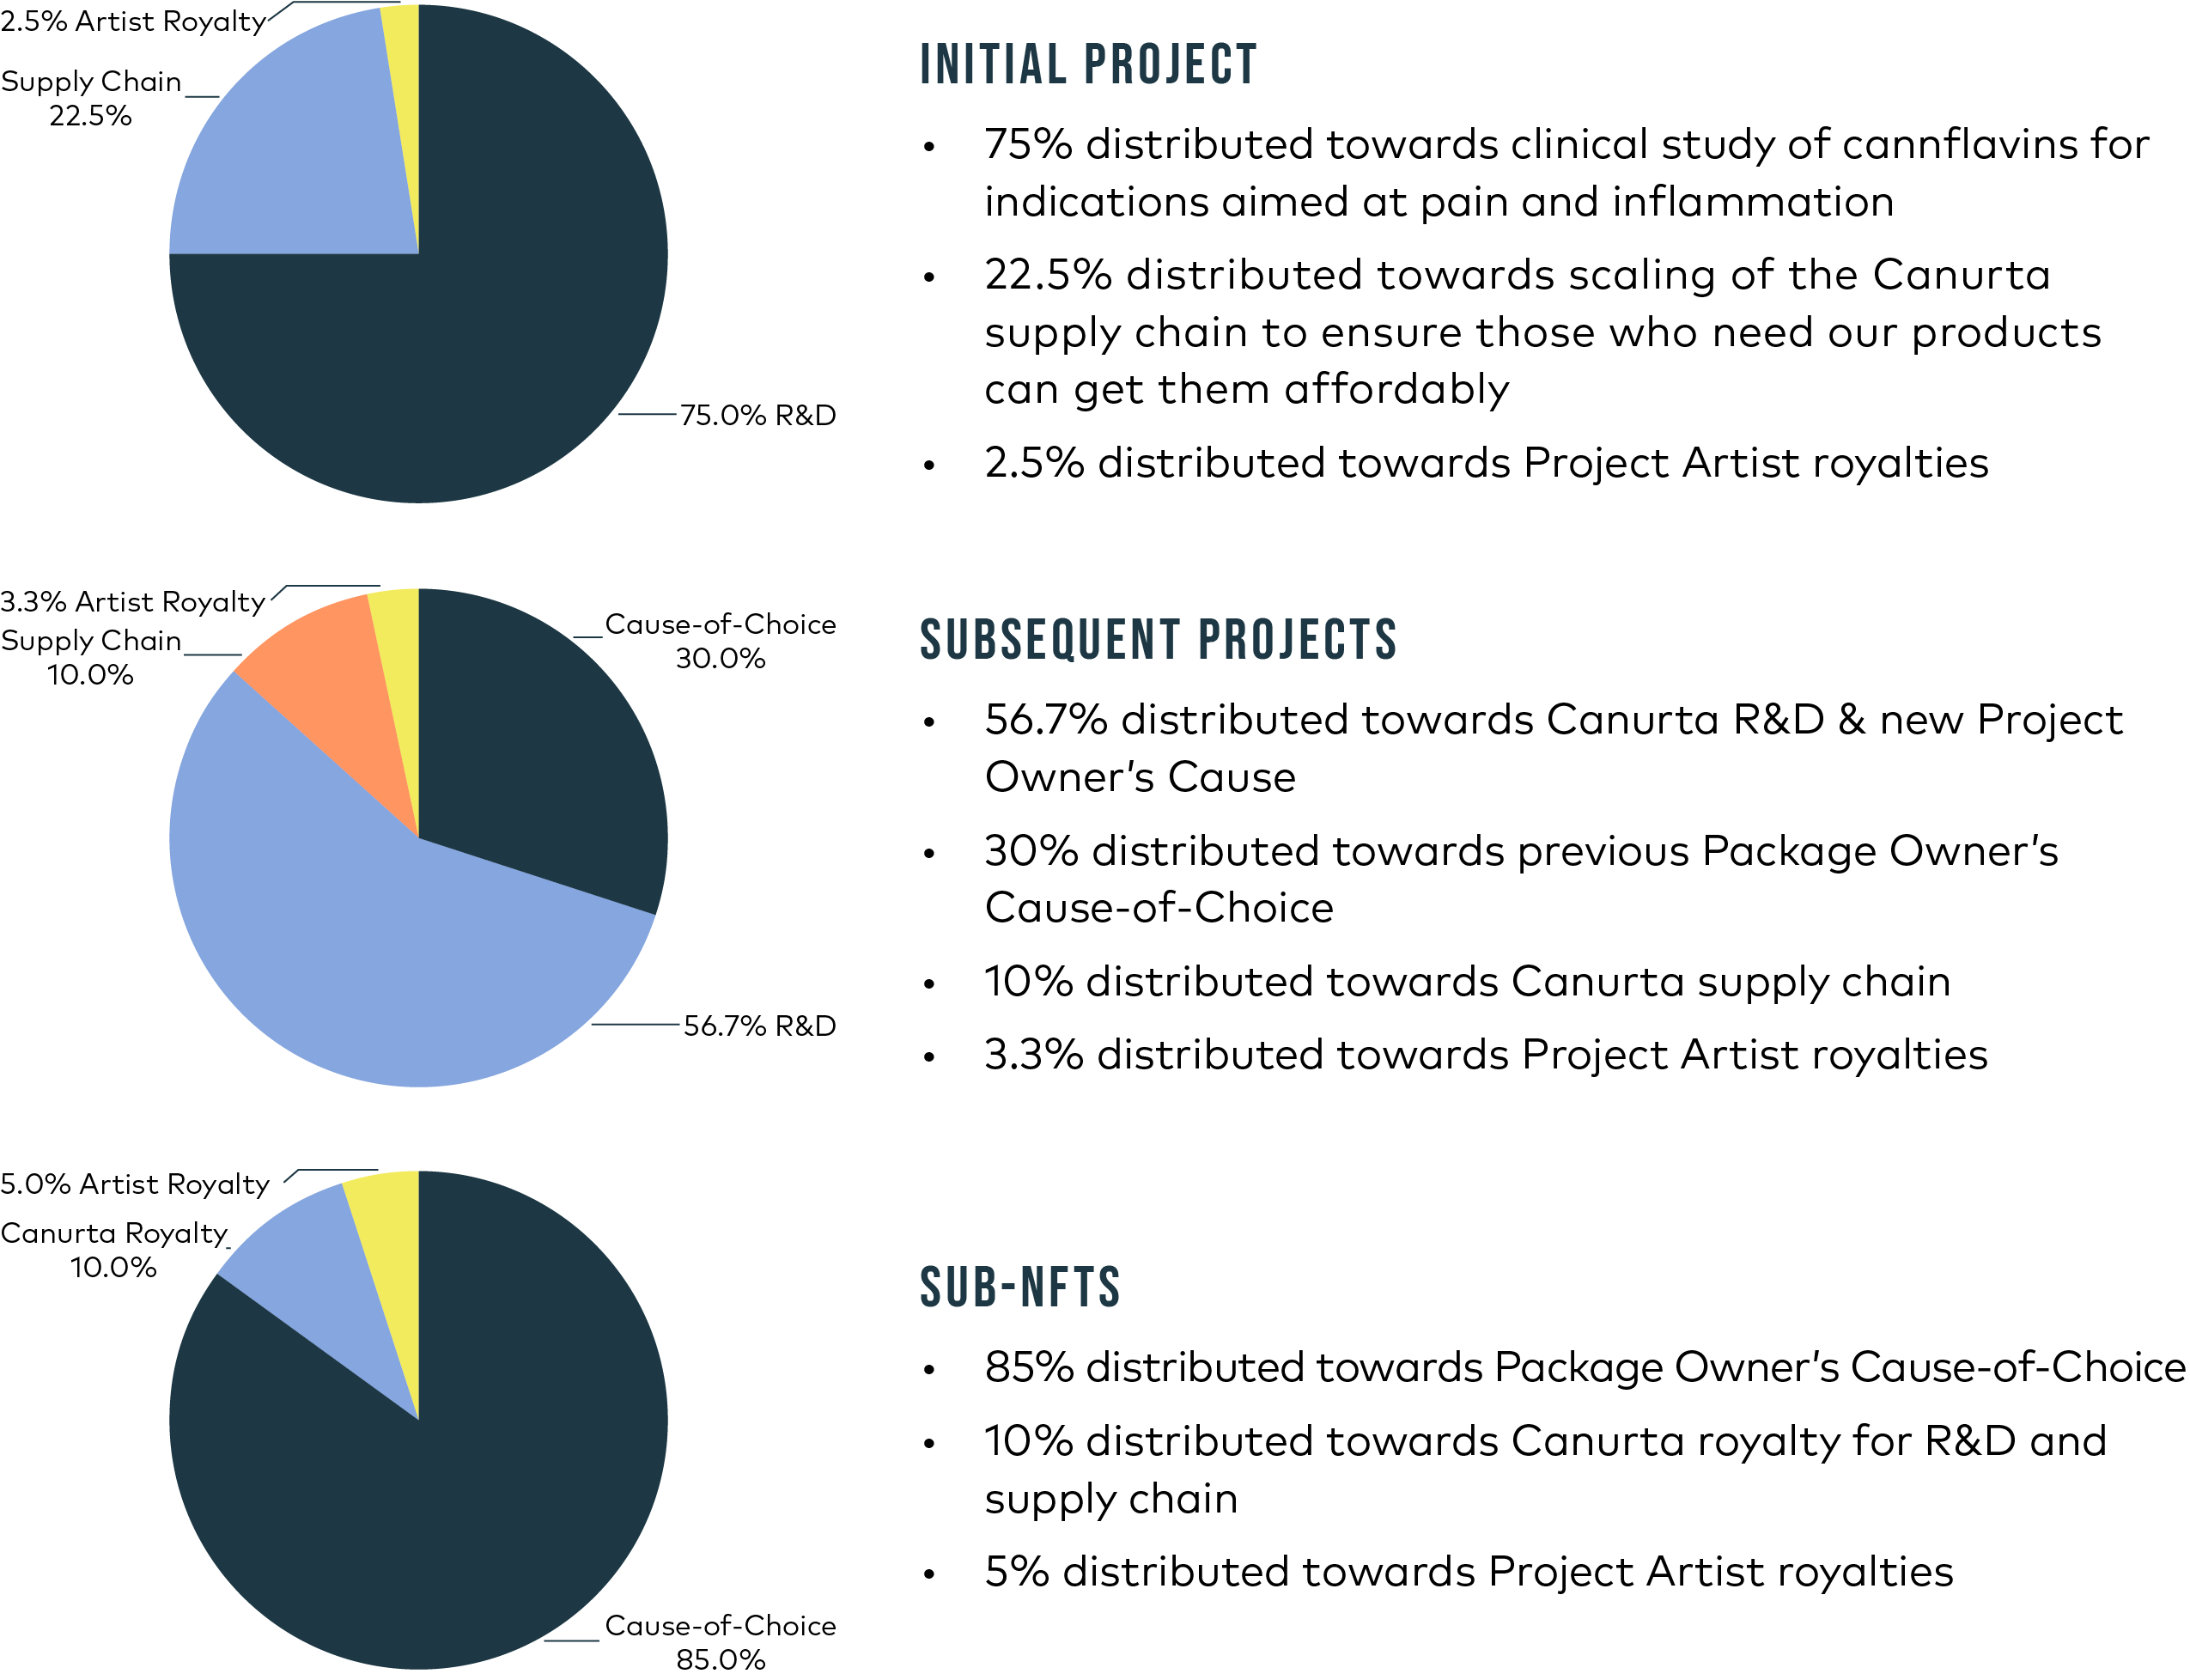 2.5% Artist Royalty
Supply Chain
22.5%
75.0% R&D
INITIAL PROJECT
• 75% distributed towards clinical study of cannflavins for
indications aimed at pain and inflammation
• 22.5% distributed towards scaling of the Canurta
supply chain to ensure those who need our products
can get them affordably
• 2.5% distributed towards Project Artist royalties
3.3% Artist Royalty
Supply Chain
10.0%
Cause-of-Choice
30.0%
56.7% R&D
SUBSEQUENT PROJECTS
• 56.7% distributed towards Canurta R&D & new Project
Owner’s Cause
• 30% distributed towards previous Package Owner’s
Cause-of-Choice
• 10% distributed towards Canurta supply chain
• 3.3% distributed towards Project Artist royalties
5.0% Artist Royalty
Canurta Royalty
10.0%
Cause-of-Choice
85.0%
SUB-NFTS
• 85% distributed towards Package Owner’s Cause-of-Choice
• 10% distributed towards Canurta royalty for R&D and
supply chain
• 5% distributed towards Project Artist royalties